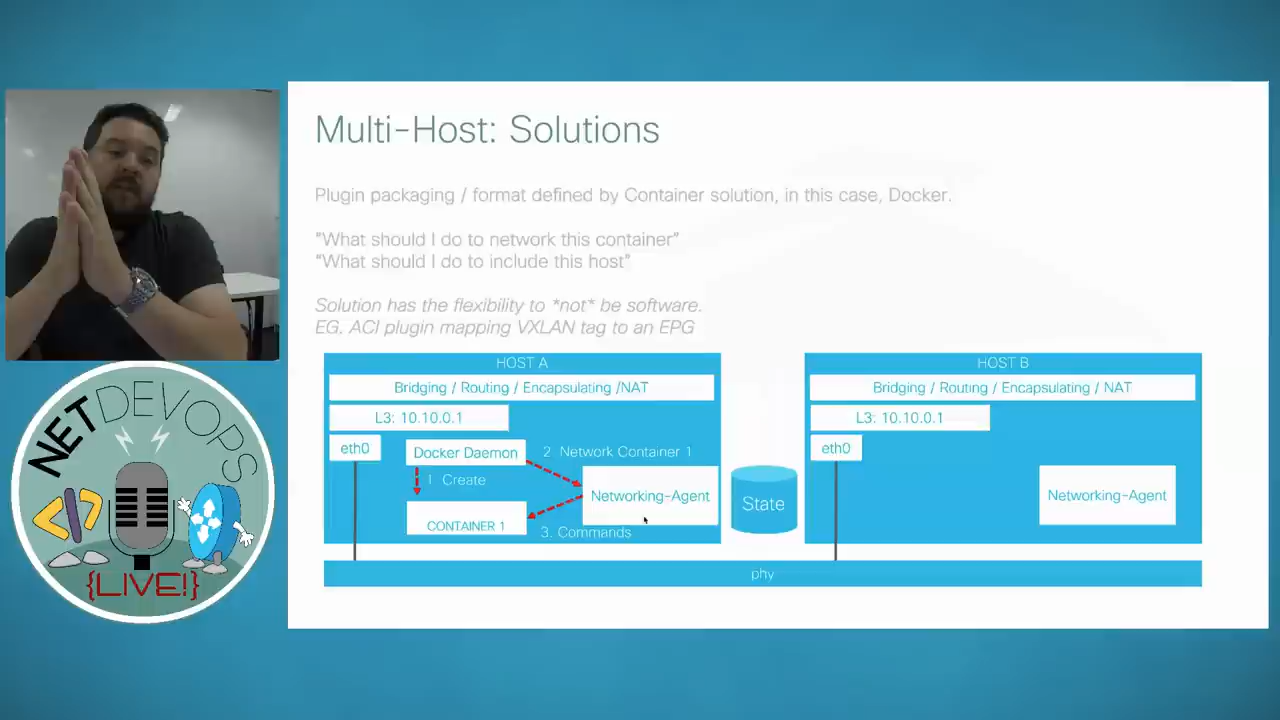 Multi-Host: Solutions
Plugin packaging / format defined by Container solution, in this case, Docker.
"What should I do to network this container"
"What should I do to include this host"
Solution has the flexibility to *not* be software.
EG. ACI plugin mapping VXLAN tag to an EPG
HOST A
Bridging / Routing / Encapsulating /NAT
L3: 10.10.0.1
eth0
Docker Daemon
2 Network Container 1
1 Create
Networking-Agent
CONTAINER 1
3. Commands
State
HOST B
Bridging / Routing / Encapsulating / NAT
L3: 10.10.0.1
eth0
Networking-Agent
phy
NETDEVOPS
</>
{LIVE!}